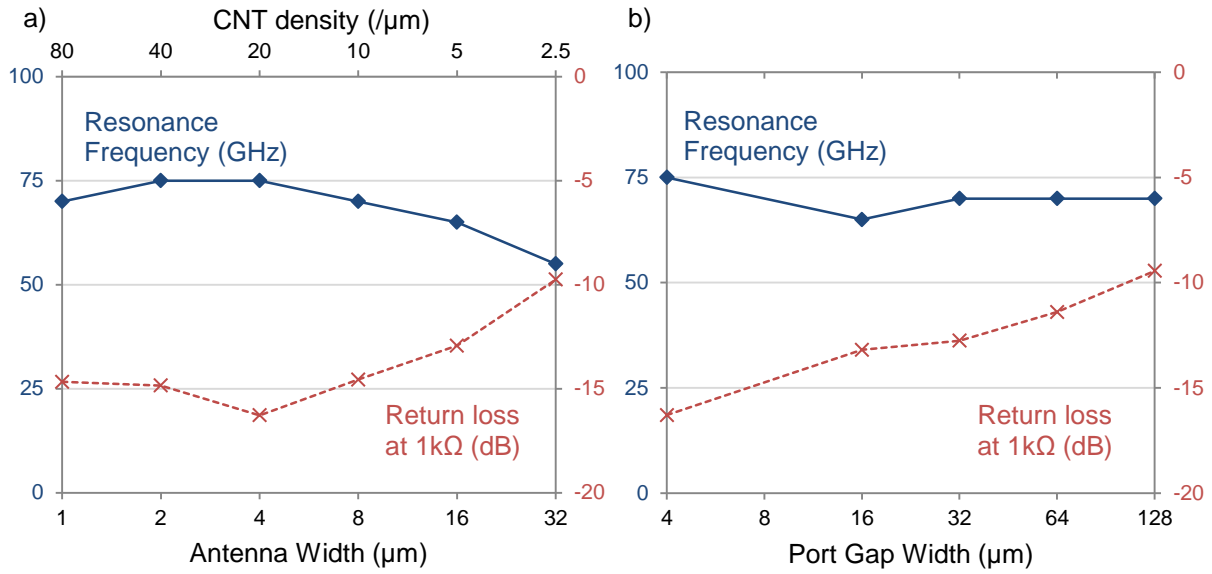 a)
CNT density (/µm)
80 40 20 10 5 2.5
100
75
50
25
0
Resonance
Frequency (GHz)
Return loss
at 1kΩ (dB)
0
-5
-10
-15
-20
1 2 4 8 16 32
Antenna Width (µm)
b)
100
75
50
25
0
Resonance
Frequency (GHz)
Return loss
at 1kΩ (dB)
0
-5
-10
-15
-20
4 8 16 32 64 128
Port Gap Width (µm)